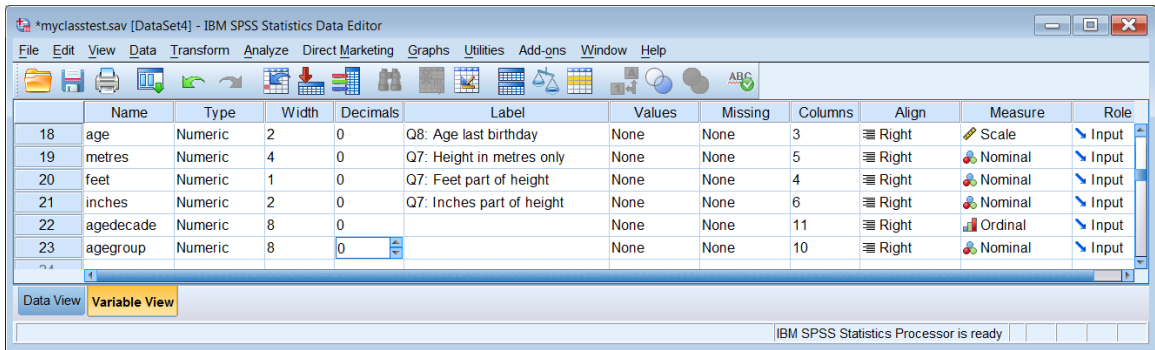 *myclasstest.sav [DataSet4] - IBM SPSS Statistics Data Editor
File Edit View Data Transform Analyze Direct Marketing Graphs Utilities Add-ons Window Help
Name Type Width Decimals Label Values Missing Columns Align Measure Role
18 age Numeric 2 0 Q8: Age last birthday None None 3 Right Scale Input
19 metres Numeric 4 0 Q7: Height in metres only None None 5 Right Nominal Input
20 feet Numeric 1 0 Q7: Feet part of height None None 4 Right Nominal Input
21 inches Numeric 2 0 Q7: Inches part of height None None 6 Right Nominal Input
22 agedecade Numeric 8 0 None None 11 Right Ordinal Input
23 agegroup Numeric 8 0 None None 10 Right Nominal Input
Data View Variable View
IBM SPSS Statistics Processor is ready